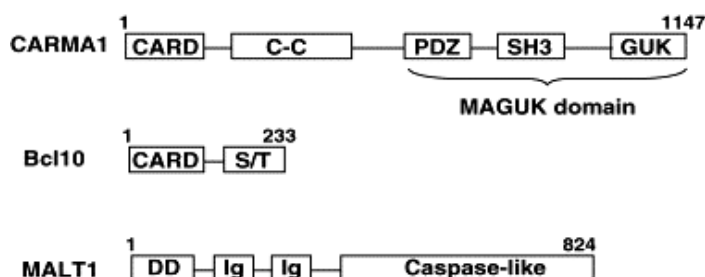 1 1147
CARMA1 CARD C-C PDZ SH3 GUK
MAGUK domain
1 233
Bcl10 CARD S/T
1 824
MALT1 DD Ig Ig Caspase-like